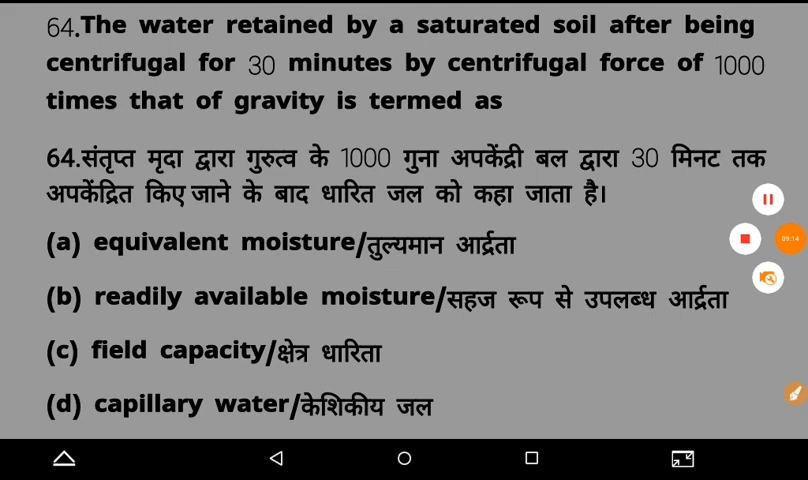 64.The water retained by a saturated soil after being
centrifugal for 30 minutes by centrifugal force of 1000
times that of gravity is termed as
64.संतृप्त मृदा द्वारा गुरुत्व के 1000 गुना अपकेंद्री बल द्वारा 30 मिनट तक
अपकेंद्रित किए जाने के बाद धारित जल को कहा जाता है।
(a) equivalent moisture/तुल्यमान आर्द्रता
(b) readily available moisture/सहज रूप से उपलब्ध आर्द्रता
(c) field capacity/क्षेत्र धारिता
(d) capillary water/केशिकीय जल
09:14